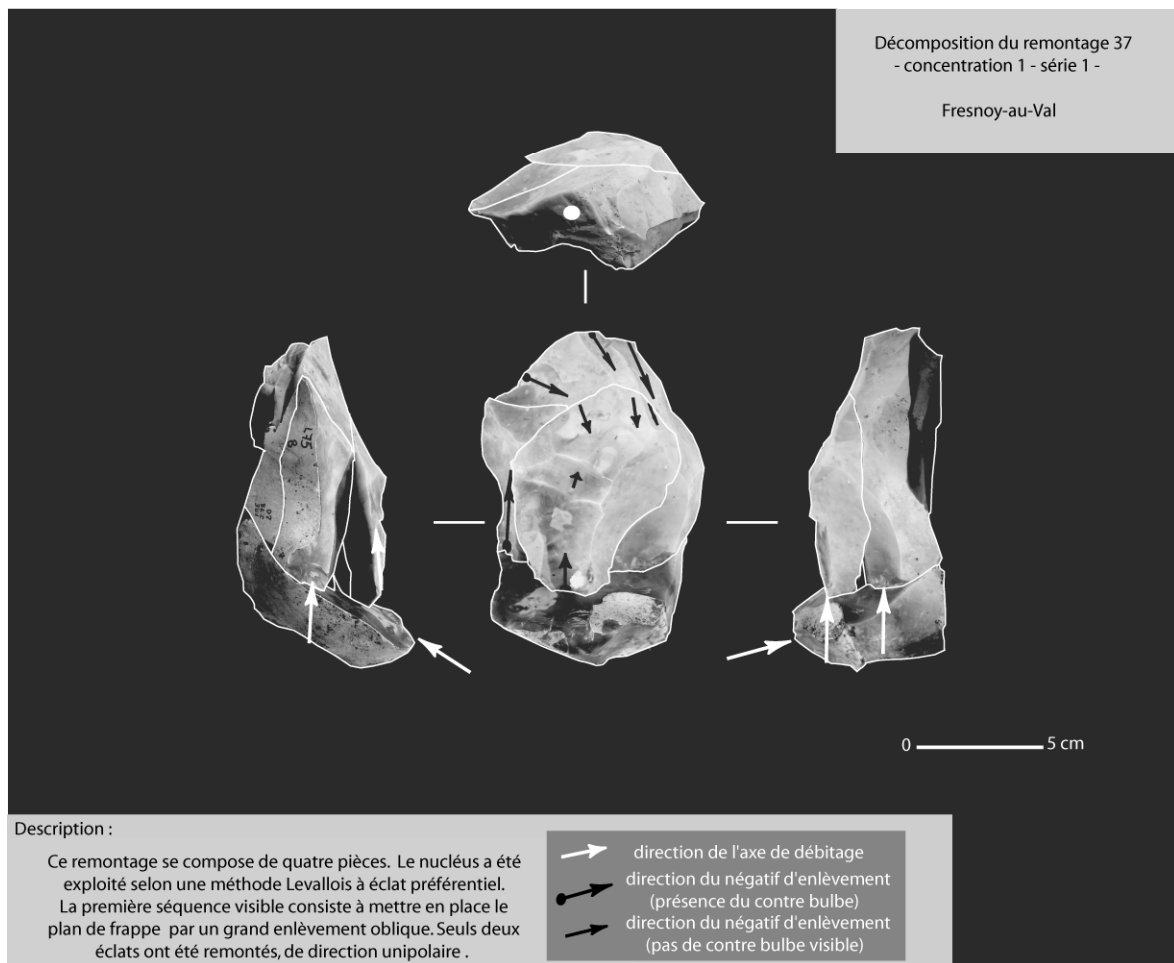 Décomposition du remontage 37
- concentration 1 - série 1 -
Fresnoy-au-Val
L75
8
0
5 cm
Description :
Ce remontage se compose de quatre pièces. Le nucléus a été
exploité selon une méthode Levallois à éclat préférentiel.
La première séquence visible consiste à mettre en place le
plan de frappe par un grand enlèvement oblique. Seuls deux
éclats ont été remontés, de direction unipolaire .
direction de l'axe de débitage
direction du négatif d'enlèvement
(présence du contre bulbe)
direction du négatif d'enlèvement
(pas de contre bulbe visible)